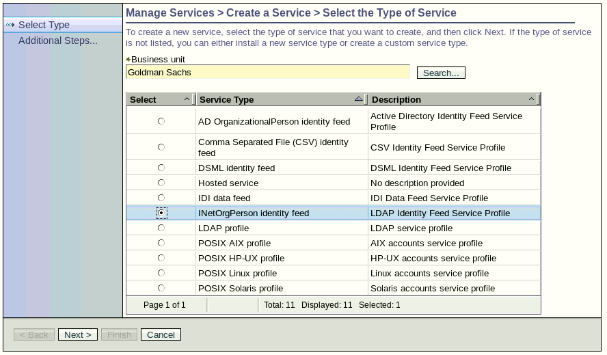 Manage Services > Create a Service > Select the Type of Service
Select Type
Additional Steps...
To create a new service, select the type of service that you want to create, and then click Next. If the type of service
is not listed, you can either install a new service type or create a custom service type.
*Business unit
Goldman Sachs
Search...
Select Service Type Description
AD OrganizationalPerson identity feed Active Directory Identity Feed Service
Profile
Comma Separated File (CSV) identity
feed CSV Identity Feed Service Profile
DSML identity feed DSML Identity Feed Service Profile
Hosted service No description provided
IDI data feed IDI Data Feed Service Profile
INetOrgPerson identity feed LDAP Identity Feed Service Profile
LDAP profile LDAP service profile
POSIX AIX profile AIX accounts service profile
POSIX HP-UX profile HP-UX accounts service profile
POSIX Linux profile Linux accounts service profile
POSIX Solaris profile Solaris accounts service profile
Page 1 of 1 Total: 11 Displayed: 11 Selected: 1
< Back Next > Finish Cancel